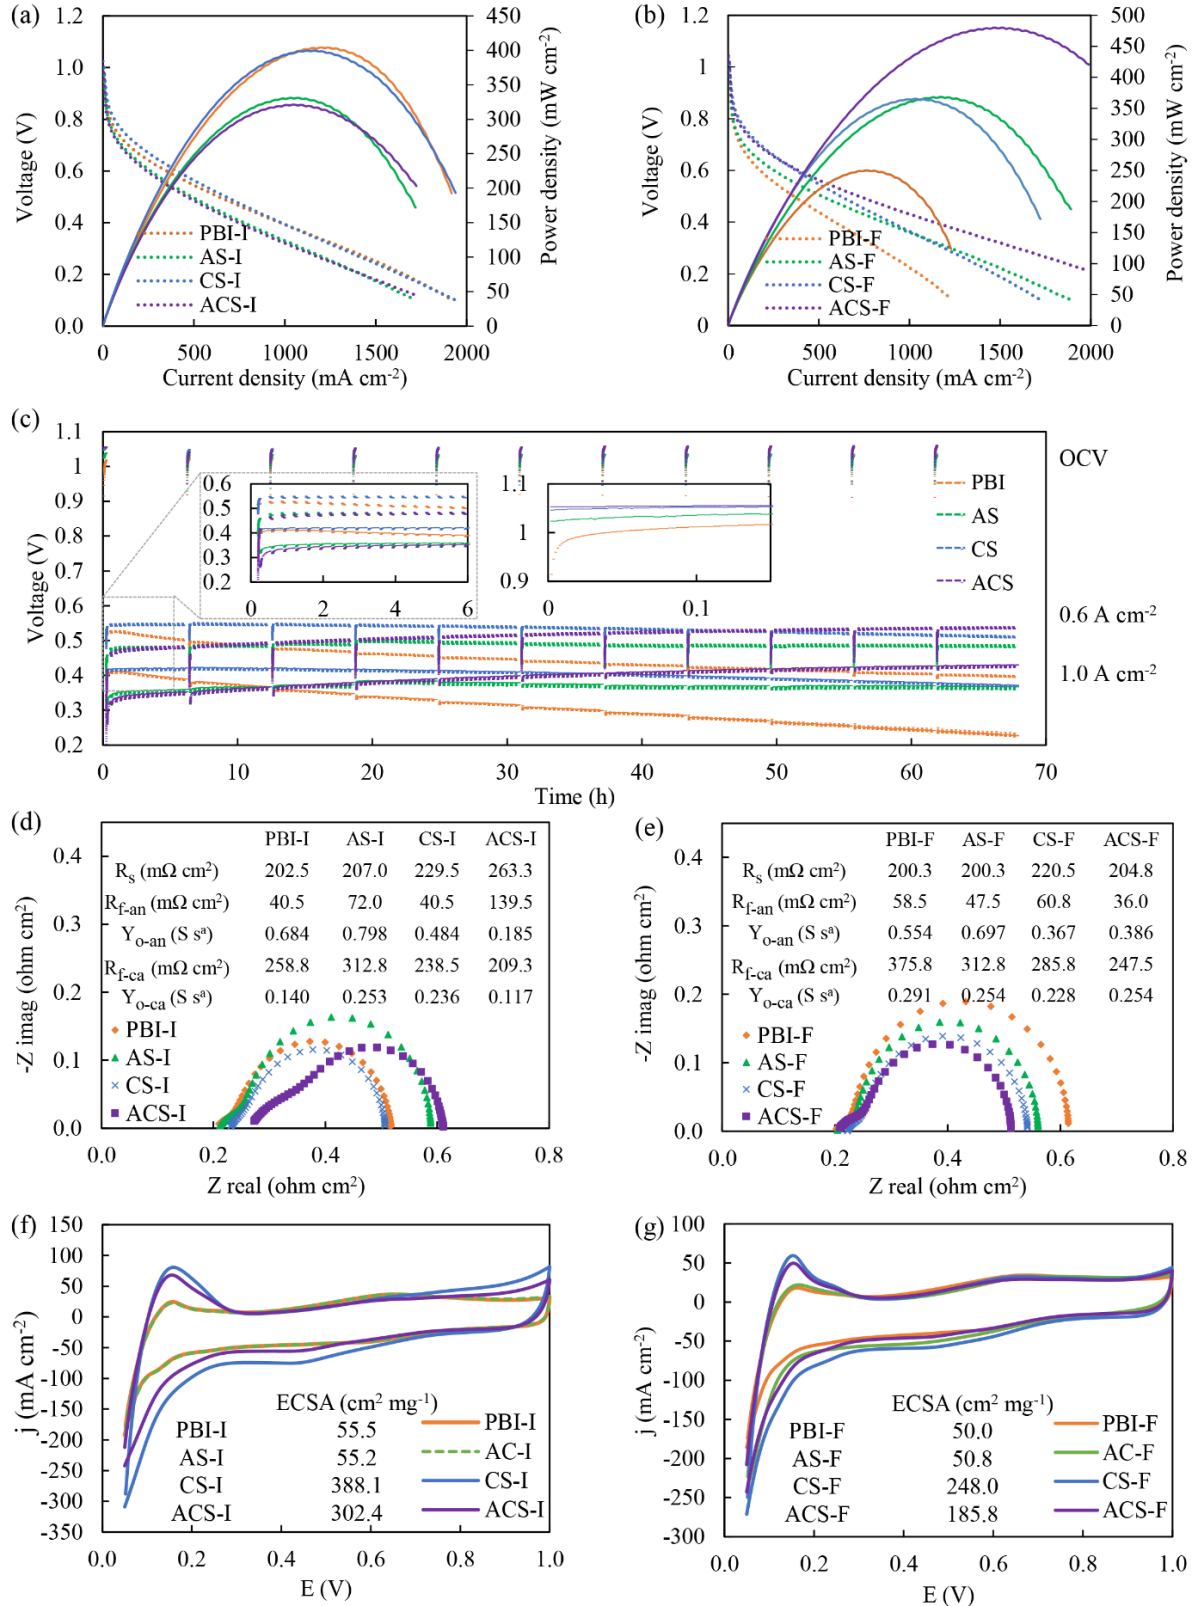 (a)
1.2
1.0
0.8
0.6
0.4
0.2
0.0
Voltage (V)
450
400
350
300
250
200
150
100
50
0
Power density (mW cm-2)
PBI-I
AS-I
CS-I
ACS-I
0 500 1000 1500 2000
Current density (mA cm-2)
(b)
1.2
1.0
0.8
0.6
0.4
0.2
0.0
Voltage (V)
500
450
400
350
300
250
200
150
100
50
0
Power density (mW cm-2)
PBI-F
AS-F
CS-F
ACS-F
0 500 1000 1500 2000
Current density (mA cm-2)
(c)
1.1
1
0.9
0.8
0.7
0.6
0.5
0.4
0.3
0.2
Voltage (V)
0.6
0.5
0.4
0.3
0.2
0 2 4 6
1.1
1
0.9
0 0.1
PBI
AS
CS
ACS
OCV
0.6 A cm-2
1.0 A cm-2
0 10 20 30 40 50 60 70
Time (h)
(d)
PBI-I AS-I CS-I ACS-I
Rs (mΩ cm2) 202.5 207.0 229.5 263.3
Rf-an (mΩ cm2) 40.5 72.0 40.5 139.5
Yo-an (S sa) 0.684 0.798 0.484 0.185
Rf-ca (mΩ cm2) 258.8 312.8 238.5 209.3
Yo-ca (S sa) 0.140 0.253 0.236 0.117
PBI-I
AS-I
CS-I
ACS-I
0.4
0.3
0.2
0.1
0.0
-Z imag (ohm cm2)
0.0 0.2 0.4 0.6 0.8
Z real (ohm cm2)
(e)
PBI-F AS-F CS-F ACS-F
Rs (mΩ cm2) 200.3 200.3 220.5 204.8
Rf-an (mΩ cm2) 58.5 47.5 60.8 36.0
Yo-an (S sa) 0.554 0.697 0.367 0.386
Rf-ca (mΩ cm2) 375.8 312.8 285.8 247.5
Yo-ca (S sa) 0.291 0.254 0.228 0.254
PBI-F
AS-F
CS-F
ACS-F
0.4
0.3
0.2
0.1
0.0
-Z imag (ohm cm2)
0.0 0.2 0.4 0.6 0.8
Z real (ohm cm2)
(f)
150
100
50
0
-50
-100
-150
-200
-250
-300
-350
j (mA cm-2)
ECSA (cm2 mg-1)
PBI-I 55.5
AS-I 55.2
CS-I 388.1
ACS-I 302.4
PBI-I
AC-I
CS-I
ACS-I
0.0 0.2 0.4 0.6 0.8 1.0
E (V)
(g)
100
50
0
-50
-100
-150
-200
-250
-300
j (mA cm-2)
ECSA (cm2 mg-1)
PBI-F 50.0
AS-F 50.8
CS-F 248.0
ACS-F 185.8
PBI-F
AC-F
CS-F
ACS-F
0.0 0.2 0.4 0.6 0.8 1.0
E (V)